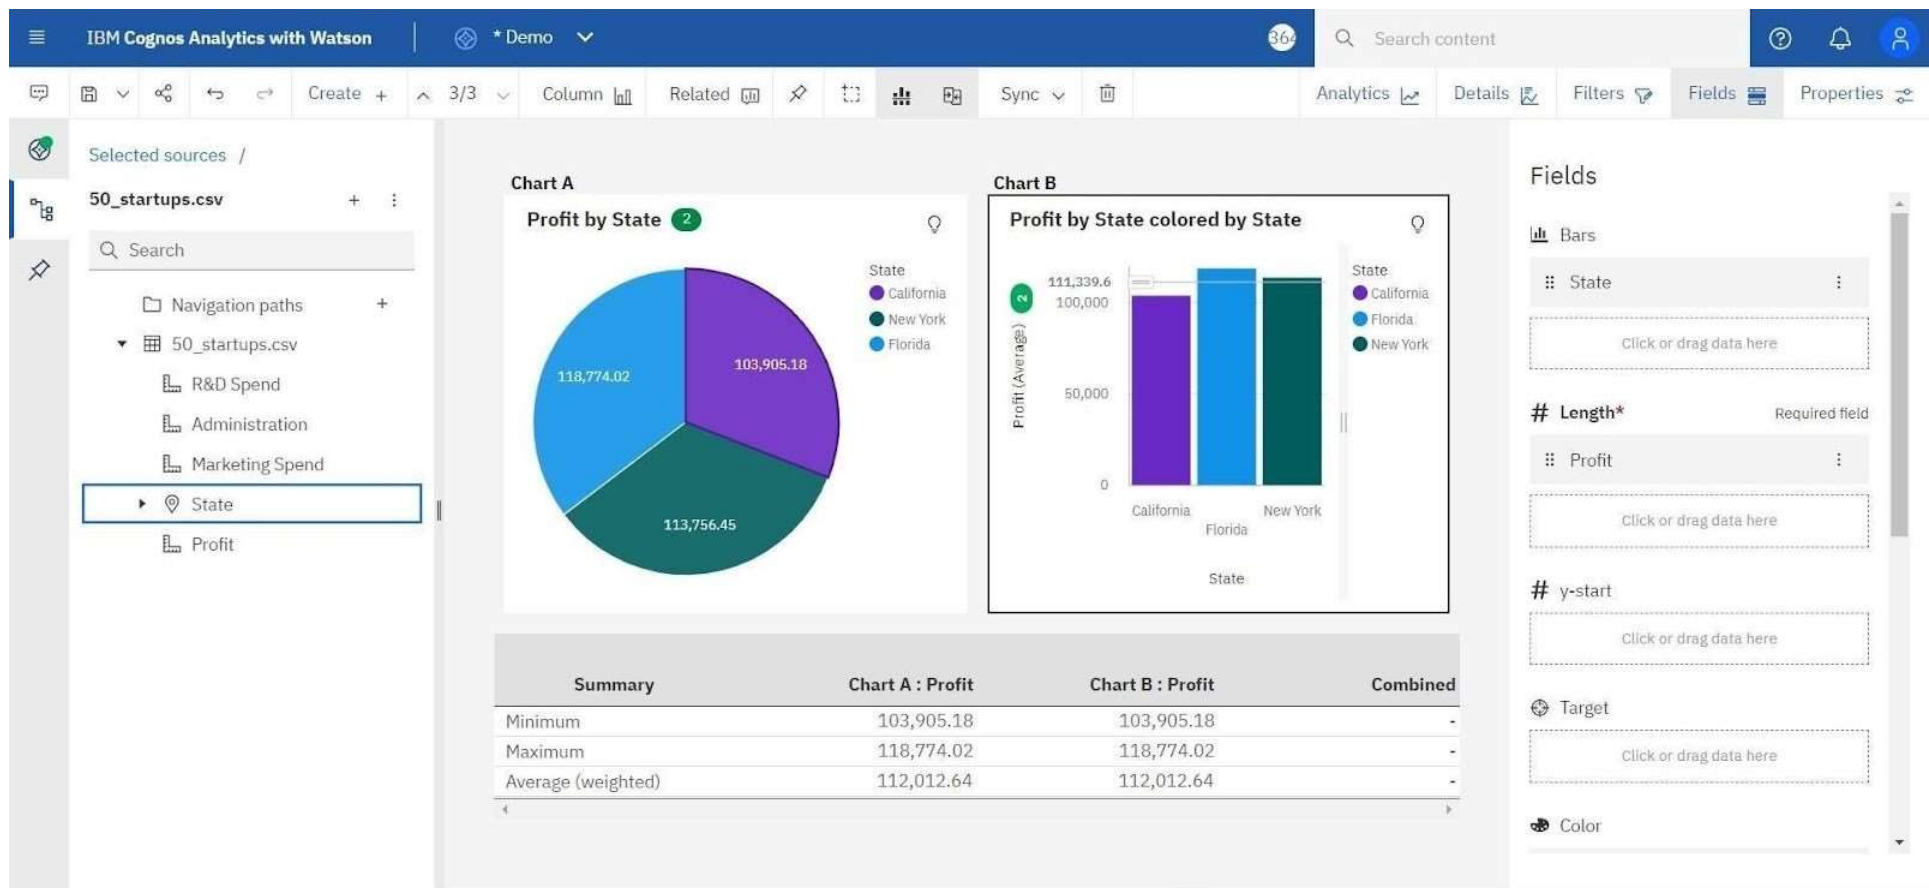 IBM Cognos Analytics with Watson
* Demo
364
Search content
Create +
3/3
Column
Related
Sync
Analytics
Details
Filters
Fields
Properties
Selected sources /
50_startups.csv
Search
Navigation paths
50_startups.csv
R&D Spend
Administration
Marketing Spend
State
Profit
Chart A
Profit by State 2
State
California
New York
Florida
118,774.02
103,905.18
113,756.45
Chart B
Profit by State colored by State
2
Profit (Average)
111,339.6
100,000
50,000
0
California
Florida
New York
State
State
California
Florida
New York
Summary Chart A : Profit Chart B : Profit Combined
Minimum 103,905.18 103,905.18 -
Maximum 118,774.02 118,774.02 -
Average (weighted) 112,012.64 112,012.64 -
Fields
Bars
State
Click or drag data here
# Length* Required field
Profit
Click or drag data here
# y-start
Click or drag data here
Target
Click or drag data here
Color